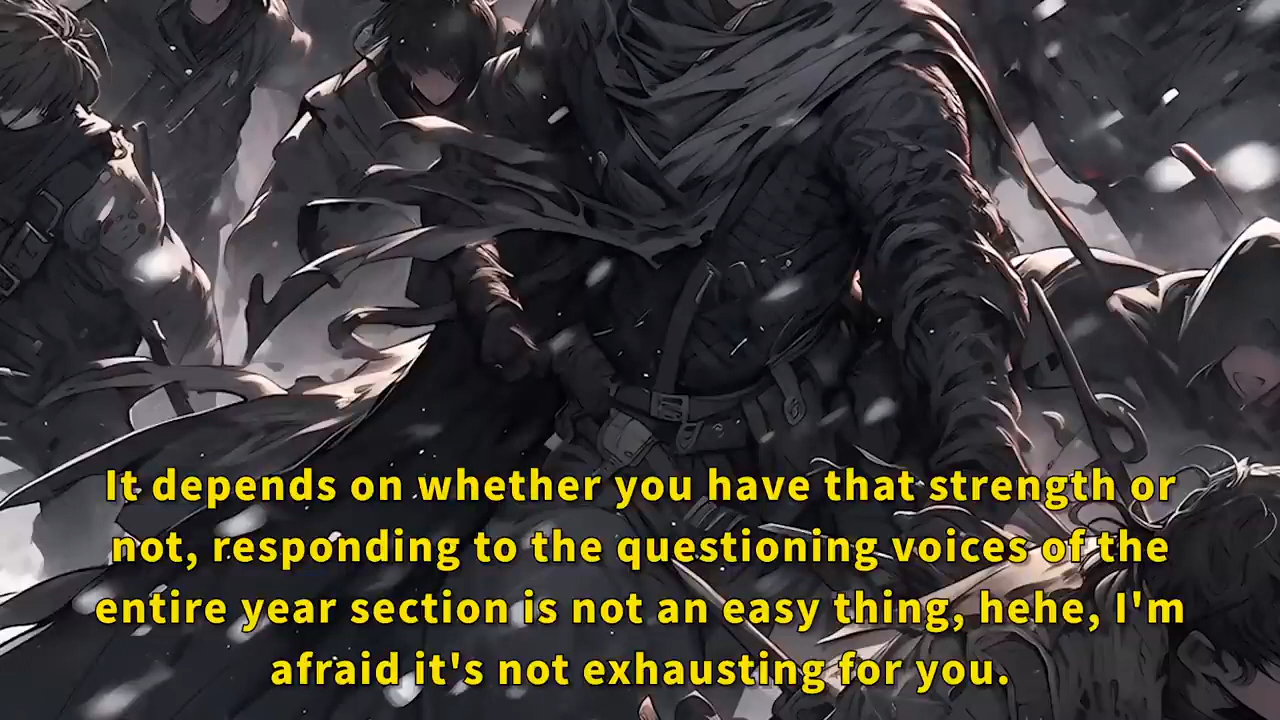 It depends on whether you have that strength or
not, responding to the questioning voices of the
entire year section is not an easy thing, hehe, I'm
afraid it's not exhausting for you.